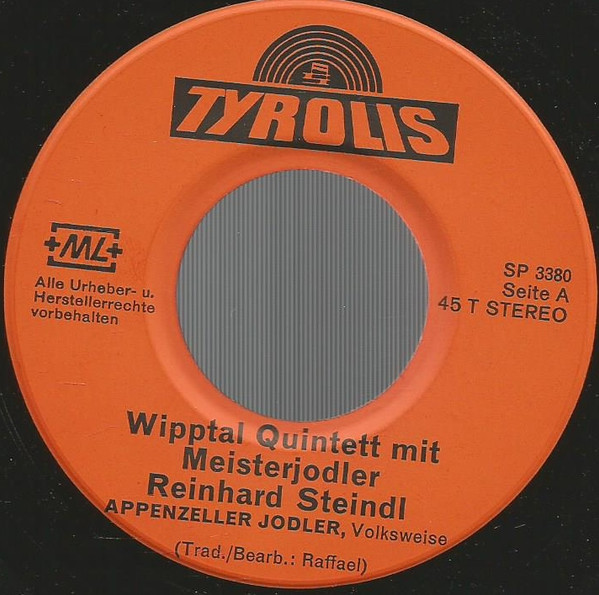 TYROLIS
+ML+
Alle Urheber- u.
Herstellerrechte
vorbehalten
SP 3380
Seite A
45 T STEREO
Wipptal Quintett mit
Meisterjodler
Reinhard Steindl
APPENZELLER JODLER, Volksweise
(Trad./Bearb.: Raffael)